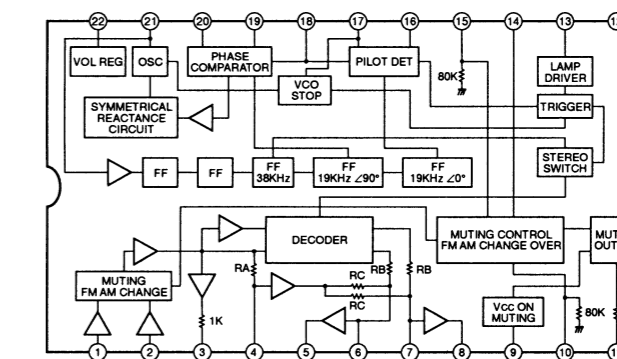 22 21 20 19 18 17 16 15 14 13
VOL REG
OSC
PHASE
COMPARATOR
PILOT DET
80K
LAMP
DRIVER
VCO
STOP
TRIGGER
SYMMETRICAL
REACTANCE
CIRCUIT
STEREO
SWITCH
FF
FF
FF
38KHz
FF
19KHz ∠90°
FF
19KHz ∠0°
DECODER
MUTING CONTROL
FM AM CHANGE OVER
MUT
OUT
RA
RB
RB
RC
RC
MUTING
FM AM CHANGE
1K
Vcc ON
MUTING
80K
1 2 3 4 5 6 7 8 9 10